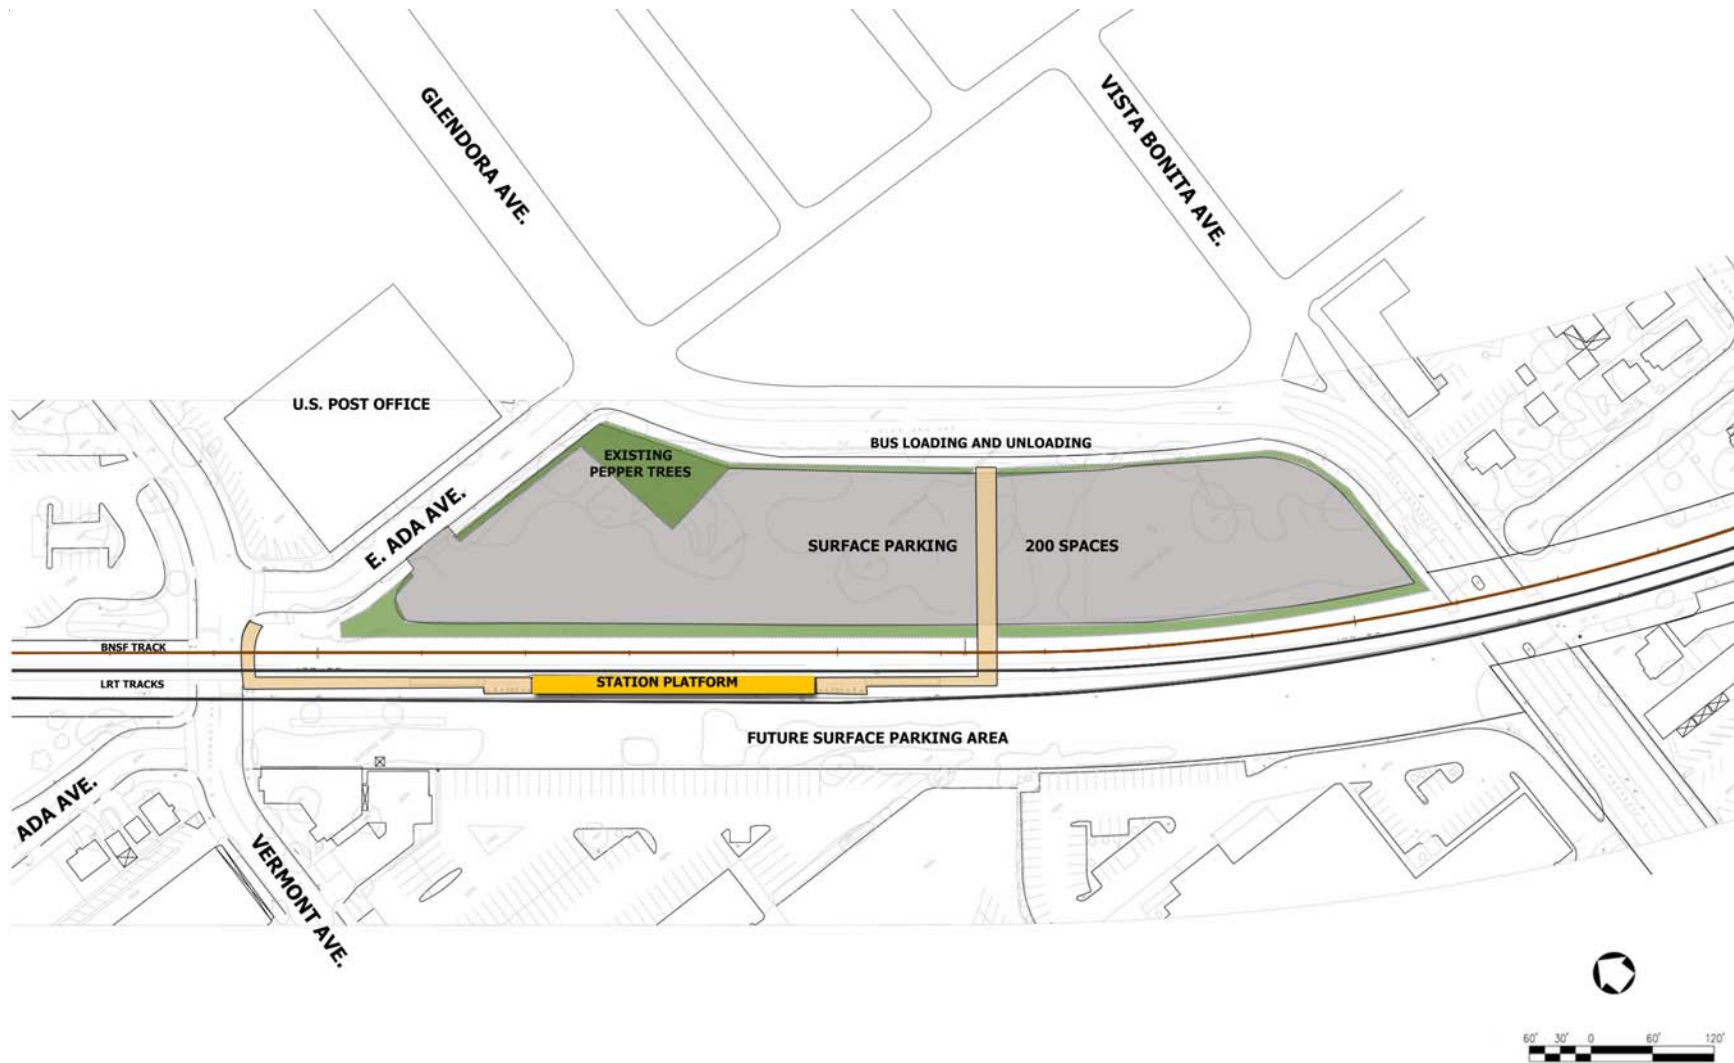 GLENDORA AVE.
VISTA BONITA AVE.
U.S. POST OFFICE
BUS LOADING AND UNLOADING
EXISTING
PEPPER TREES
E. ADA AVE.
SURFACE PARKING
200 SPACES
BNSF TRACK
LRT TRACKS
STATION PLATFORM
FUTURE SURFACE PARKING AREA
ADA AVE.
VERMONT AVE.
60' 30' 0 60' 120'